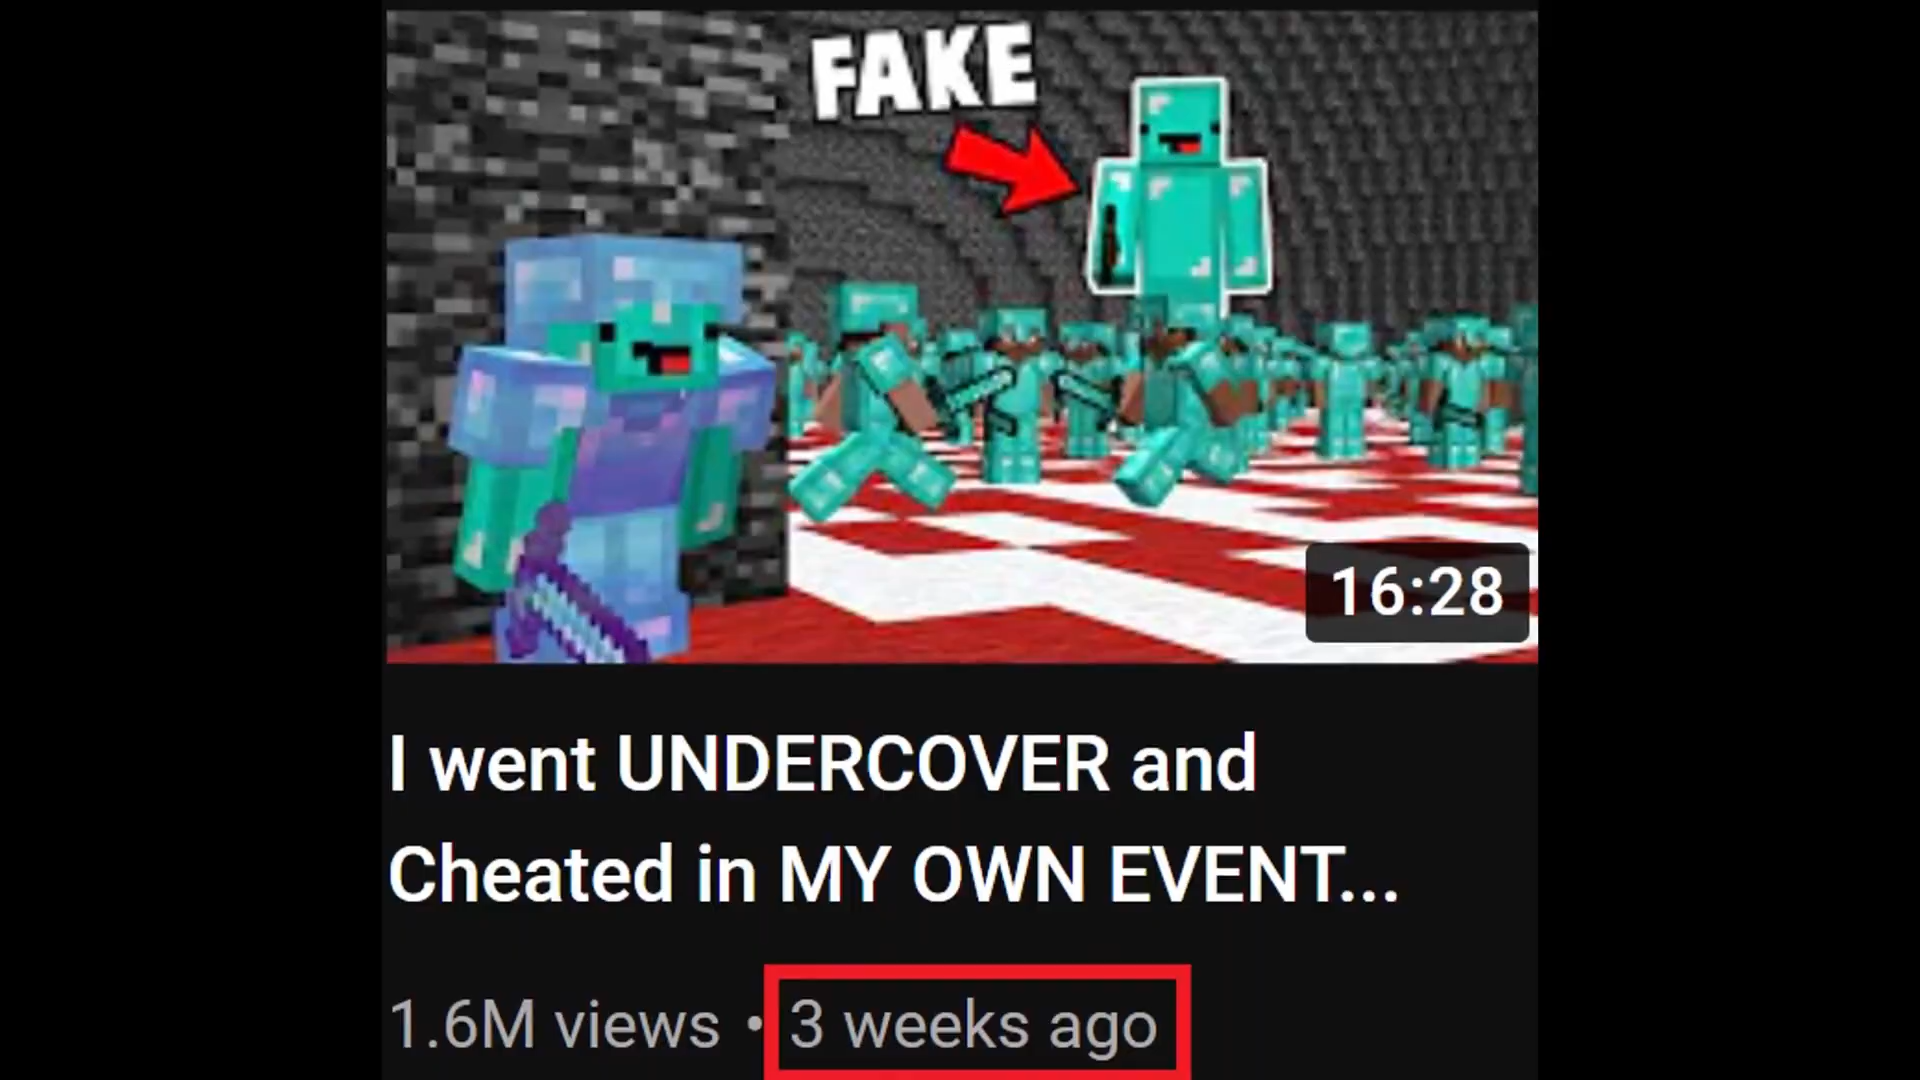 FAKE
16:28
I went UNDERCOVER and
Cheated in MY OWN EVENT...
1.6M views • 3 weeks ago